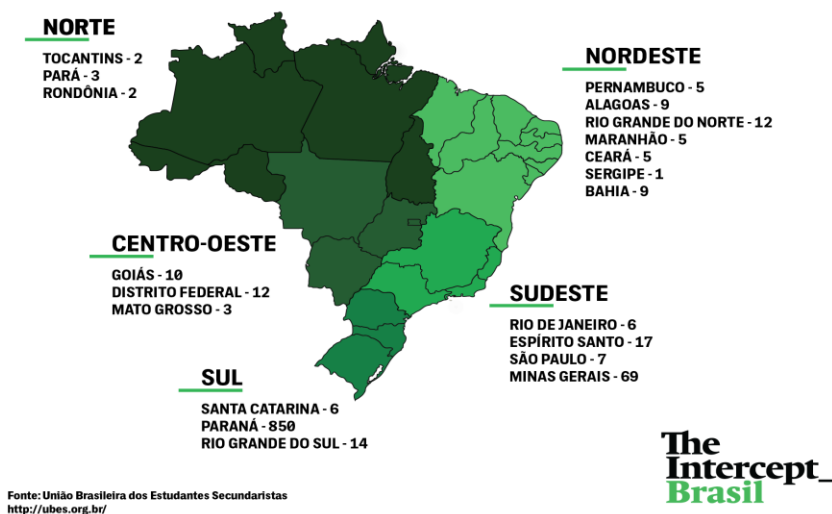 NORTE
TOCANTINS - 2
PARÁ - 3
RONDÔNIA - 2
NORDESTE
PERNAMBUCO - 5
ALAGOAS - 9
RIO GRANDE DO NORTE - 12
MARANHÃO - 5
CEARÁ - 5
SERGIPE - 1
BAHIA - 9
CENTRO-OESTE
GOIÁS - 10
DISTRITO FEDERAL - 12
MATO GROSSO - 3
SUDESTE
RIO DE JANEIRO - 6
ESPÍRITO SANTO - 17
SÃO PAULO - 7
MINAS GERAIS - 69
SUL
SANTA CATARINA - 6
PARANÁ - 850
RIO GRANDE DO SUL - 14
The
Intercept_
Brasil
Fonte: União Brasileira dos Estudantes Secundaristas
http://ubes.org.br/